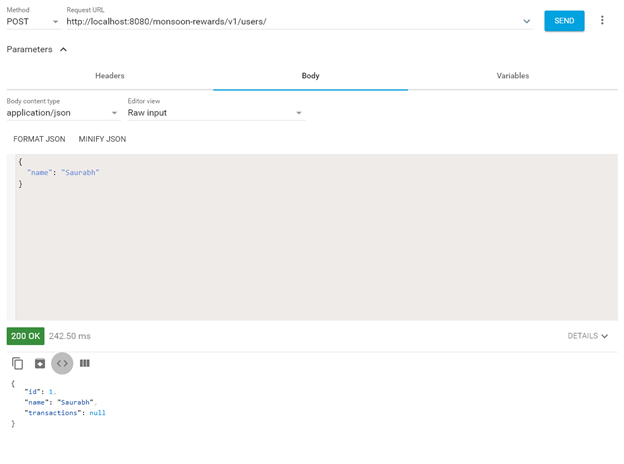 Method
Request URL
POST
http://localhost:8080/monsoon-rewards/v1/users/
SEND
Parameters
Headers
Body
Variables
Body content type
Editor view
application/json
Raw input
FORMAT JSON
MINIFY JSON
{
"name": "Saurabh"
}
200 OK
242.50 ms
DETAILS
{
"id": 1,
"name": "Saurabh",
"transactions": null
}